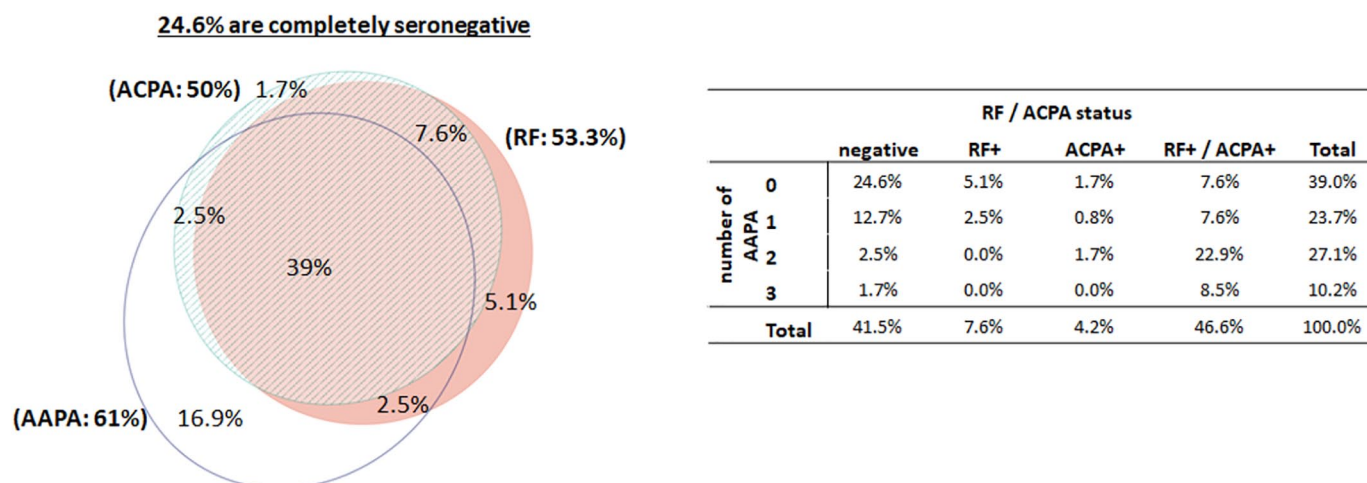 24.6% are completely seronegative
(ACPA: 50%) 1.7%
7.6% (RF: 53.3%)
2.5%
39%
5.1%
2.5%
(AAPA: 61%) 16.9%
RF / ACPA status
negative RF+ ACPA+ RF+ / ACPA+ Total
number of AAPA
0 24.6% 5.1% 1.7% 7.6% 39.0%
1 12.7% 2.5% 0.8% 7.6% 23.7%
2 2.5% 0.0% 1.7% 22.9% 27.1%
3 1.7% 0.0% 0.0% 8.5% 10.2%
Total 41.5% 7.6% 4.2% 46.6% 100.0%